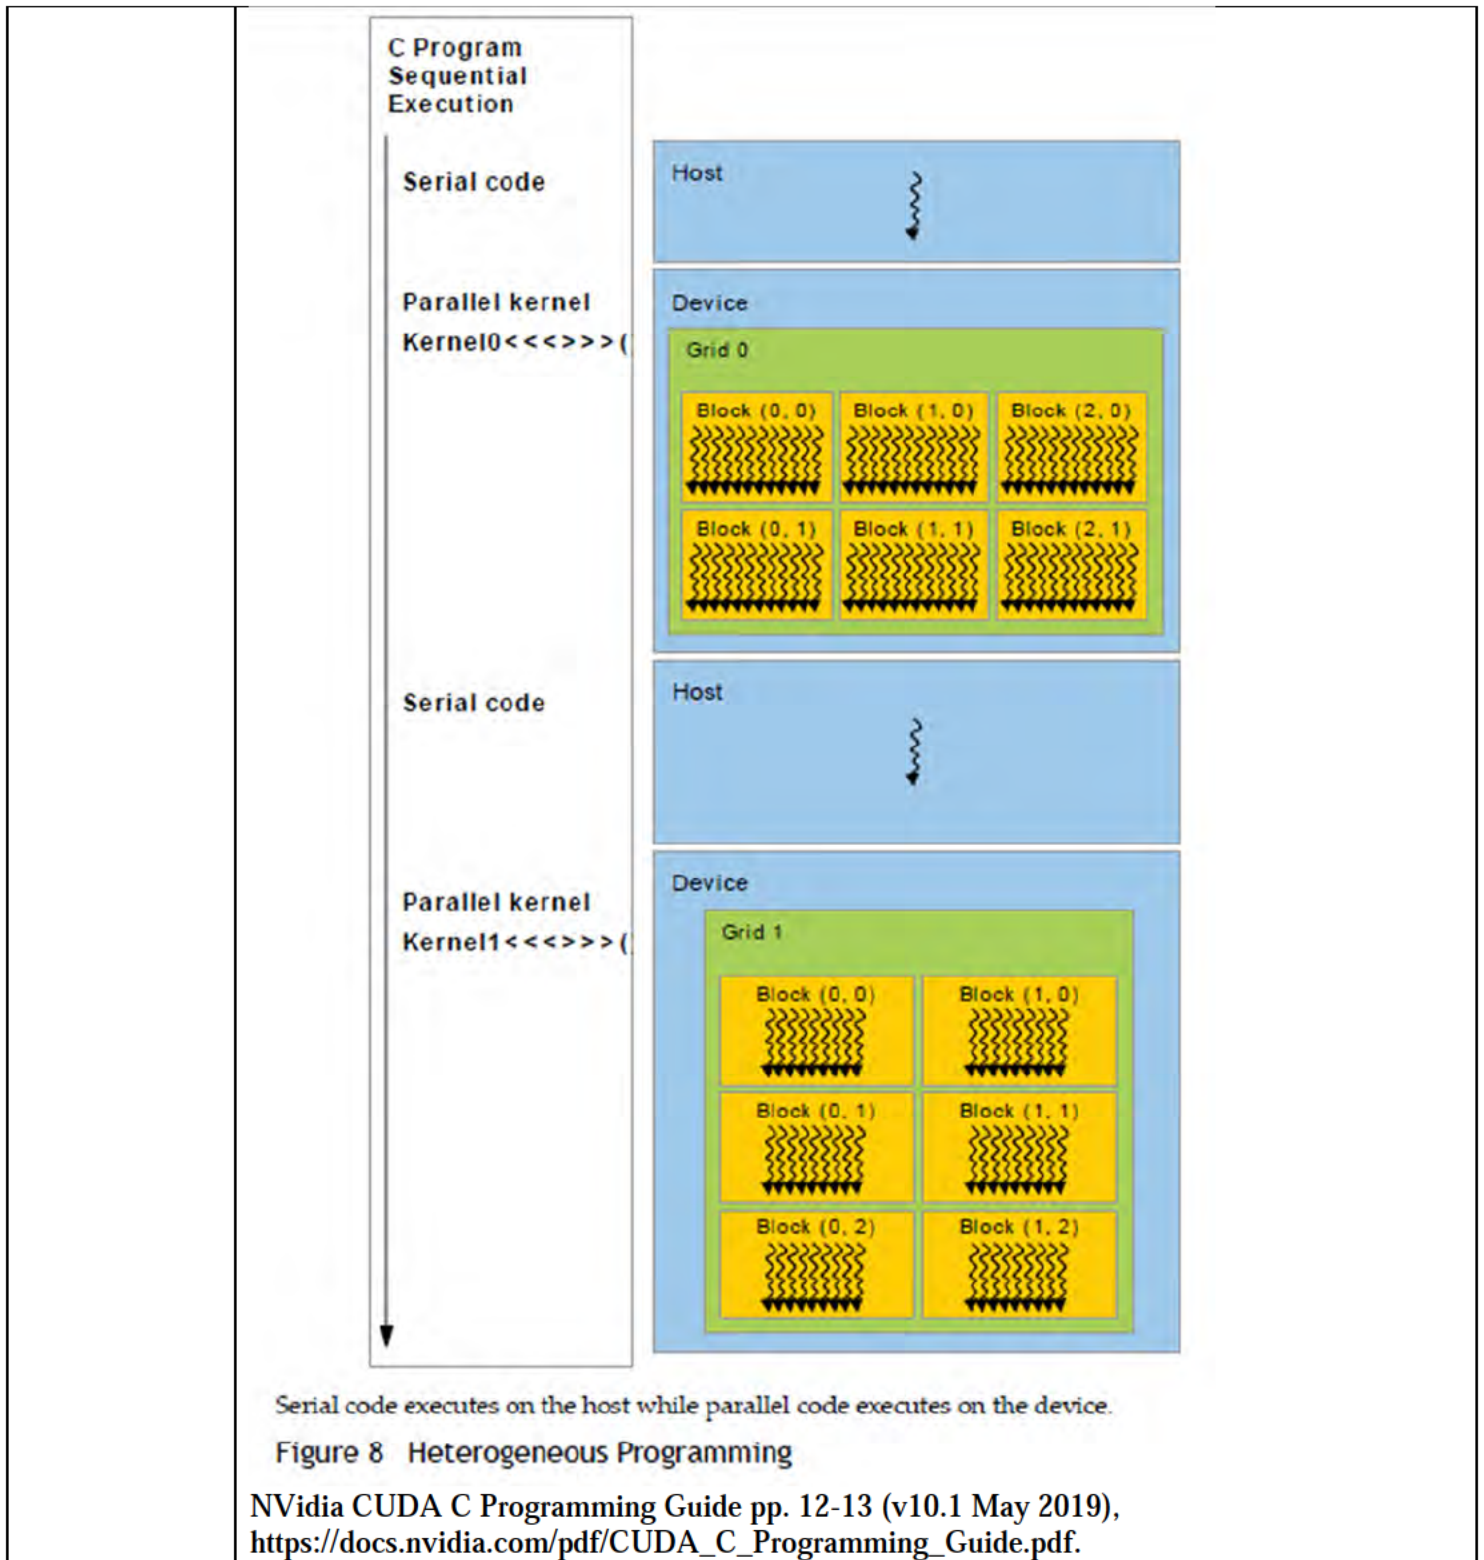 C Program
Sequential
Execution
Serial code
Host
Parallel kernel
Kernel0<<<>>>(
Device
Grid 0
Block (0, 0) Block (1, 0) Block (2, 0)
Block (0, 1) Block (1, 1) Block (2, 1)
Serial code
Host
Parallel kernel
Kernel1<<<>>>(
Device
Grid 1
Block (0, 0) Block (1, 0)
Block (0, 1) Block (1, 1)
Block (0, 2) Block (1, 2)
Serial code executes on the host while parallel code executes on the device.
Figure 8 Heterogeneous Programming
NVidia CUDA C Programming Guide pp. 12-13 (v10.1 May 2019),
https://docs.nvidia.com/pdf/CUDA_C_Programming_Guide.pdf.